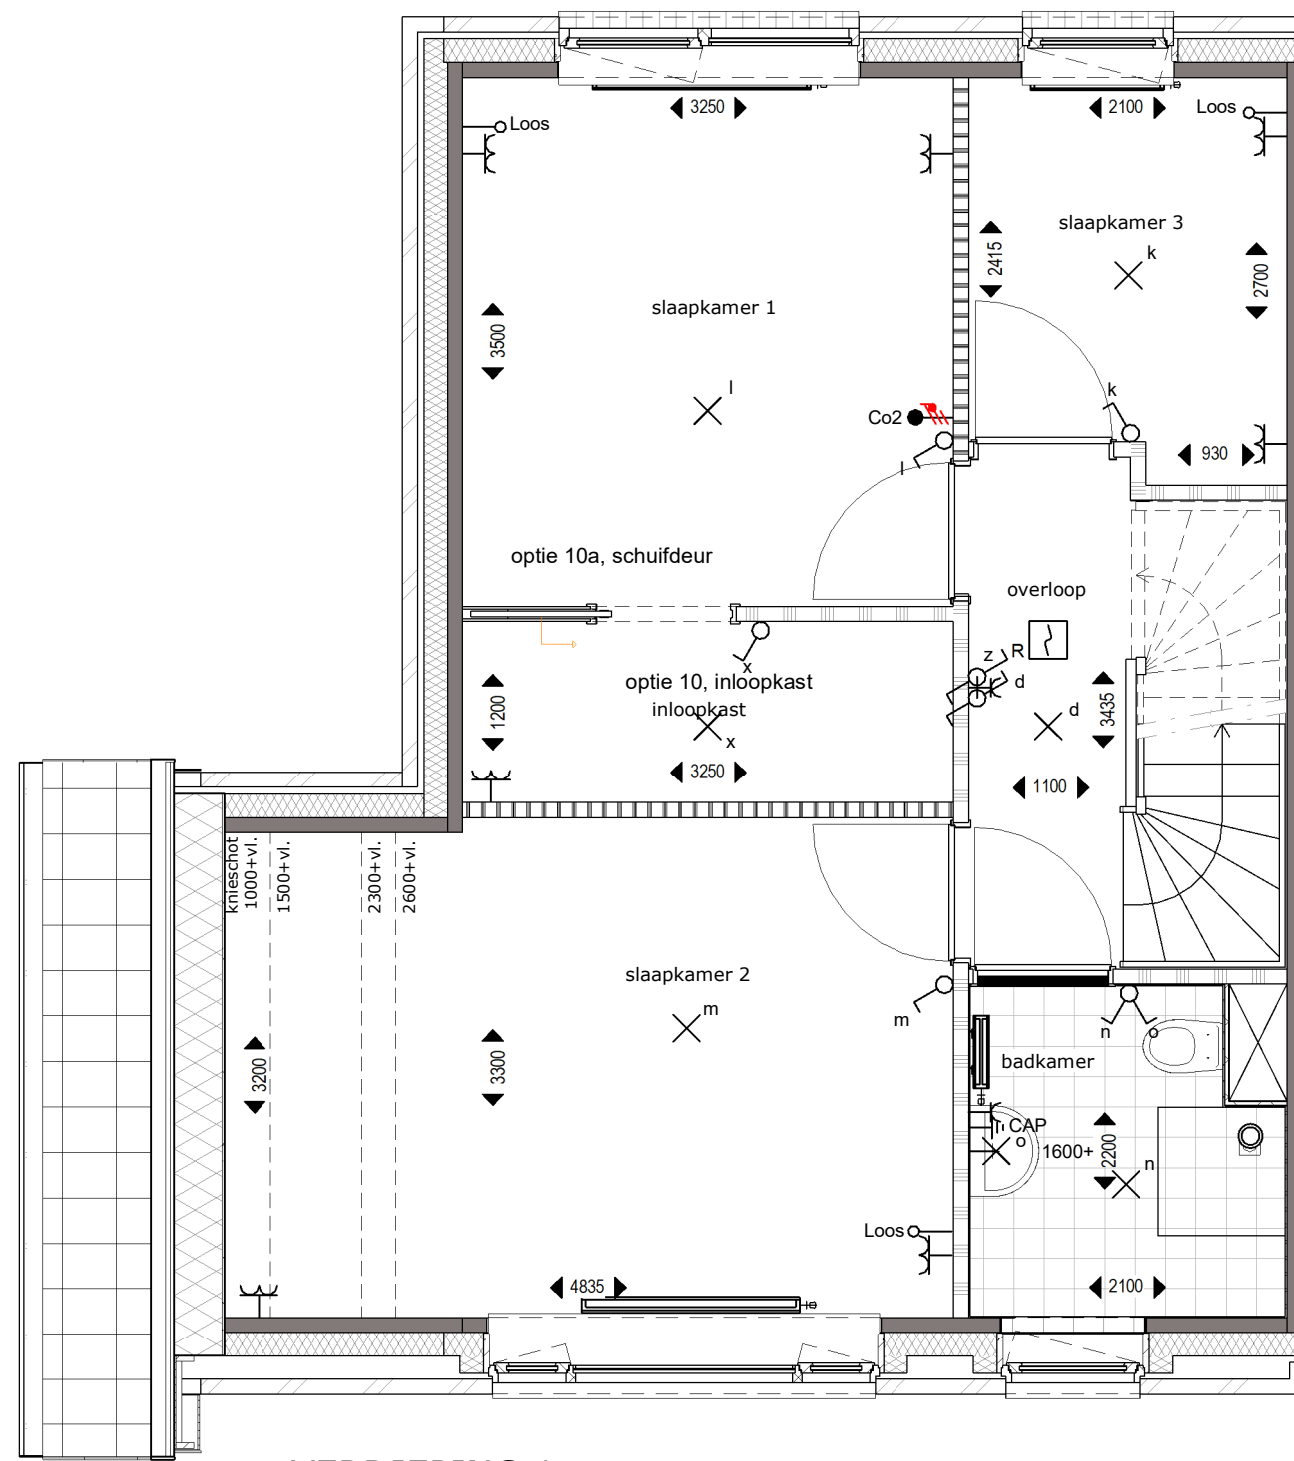 3250
2100
Loos
Loos
slaapkamer 3
k
2415
2700
slaapkamer 1
3500
l
k
Co2
l
930
optie 10a, schuifdeur
overloop
x
z
R
d
optie 10, inloopkast
inloopkast
x
1200
d
3435
3250
1100
knieschot
1000+vl.
1500+vl.
2300+vl.
2600+vl.
slaapkamer 2
m
m
n
o
badkamer
3200
3300
CAP
o
1600+
2200
n
Loos
4835
2100